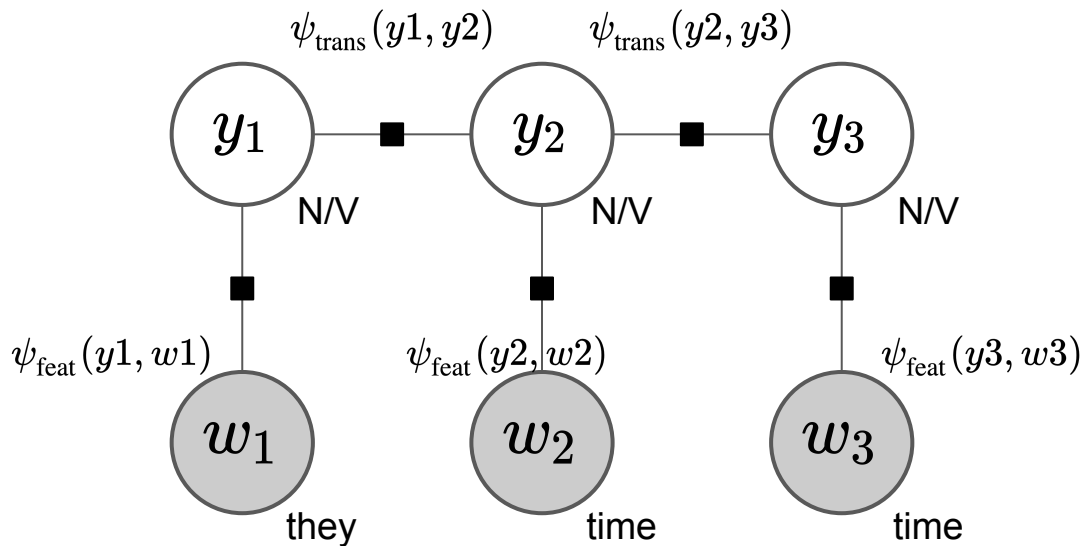 ψtrans(y1, y2) ψtrans(y2, y3)
y1 y2 y3
N/V N/V N/V
ψfeat(y1, w1) ψfeat(y2, w2) ψfeat(y3, w3)
w1 w2 w3
they time time